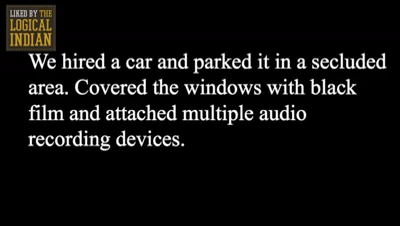 LIKED BY THE
LOGICAL
INDIAN
We hired a car and parked it in a secluded
area. Covered the windows with black
film and attached multiple audio
recording devices.